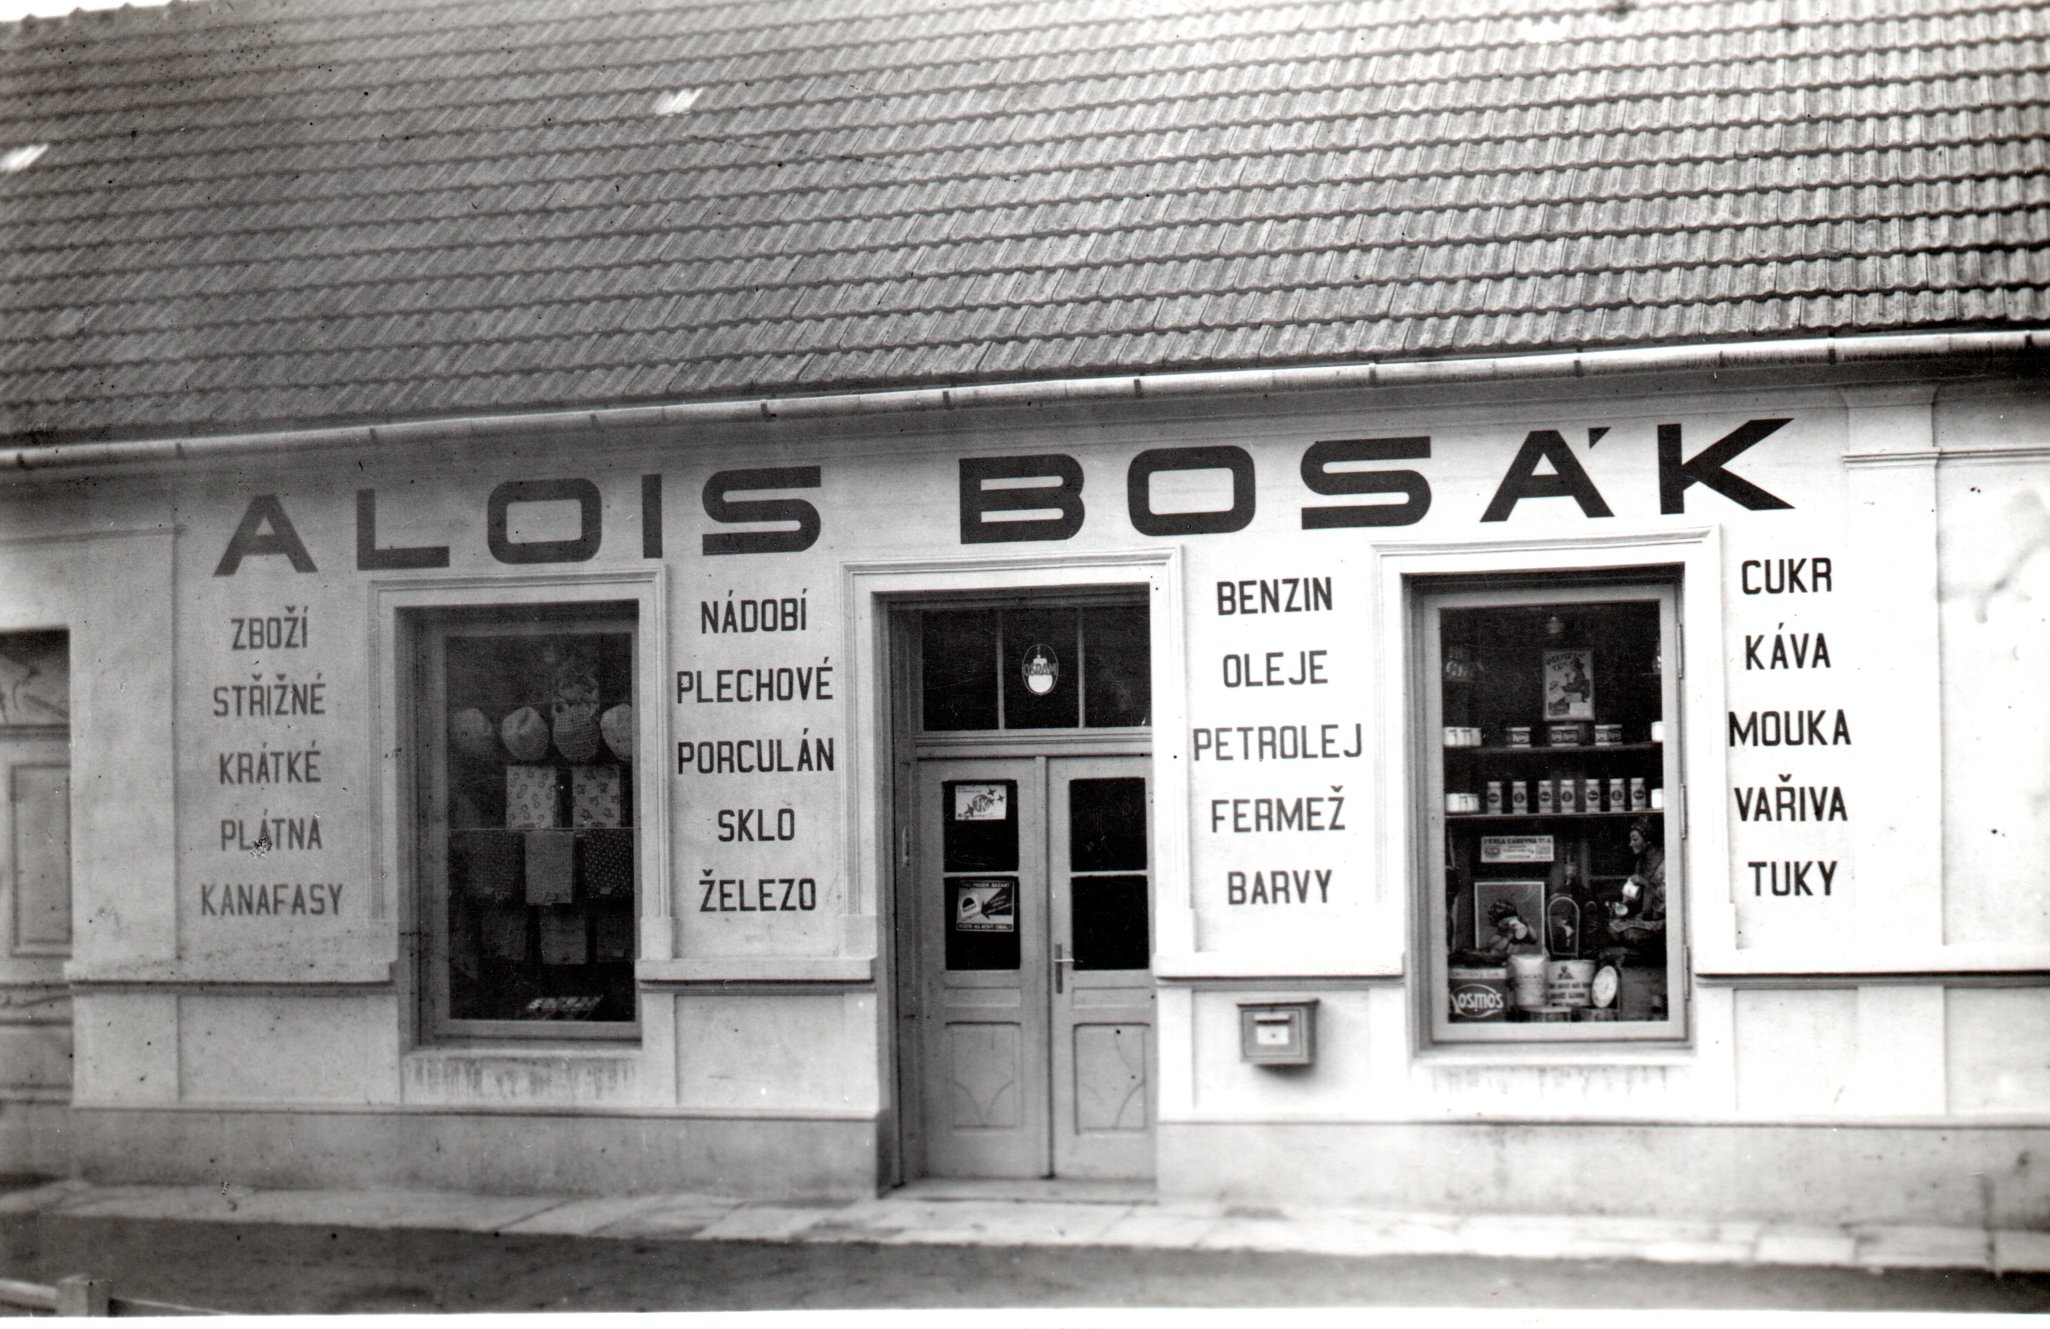 ALOIS BOSÁK
ZBOŽÍ
STŘIŽNÉ
KRÁTKÉ
PLÁTNA
KANAFASY
NÁDOBÍ
PLECHOVÉ
PORCULÁN
SKLO
ŽELEZO
OSRAM
BENZIN
OLEJE
PETROLEJ
FERMEŽ
BARVY
KOSMOS
CUKR
KÁVA
MOUKA
VAŘIVA
TUKY